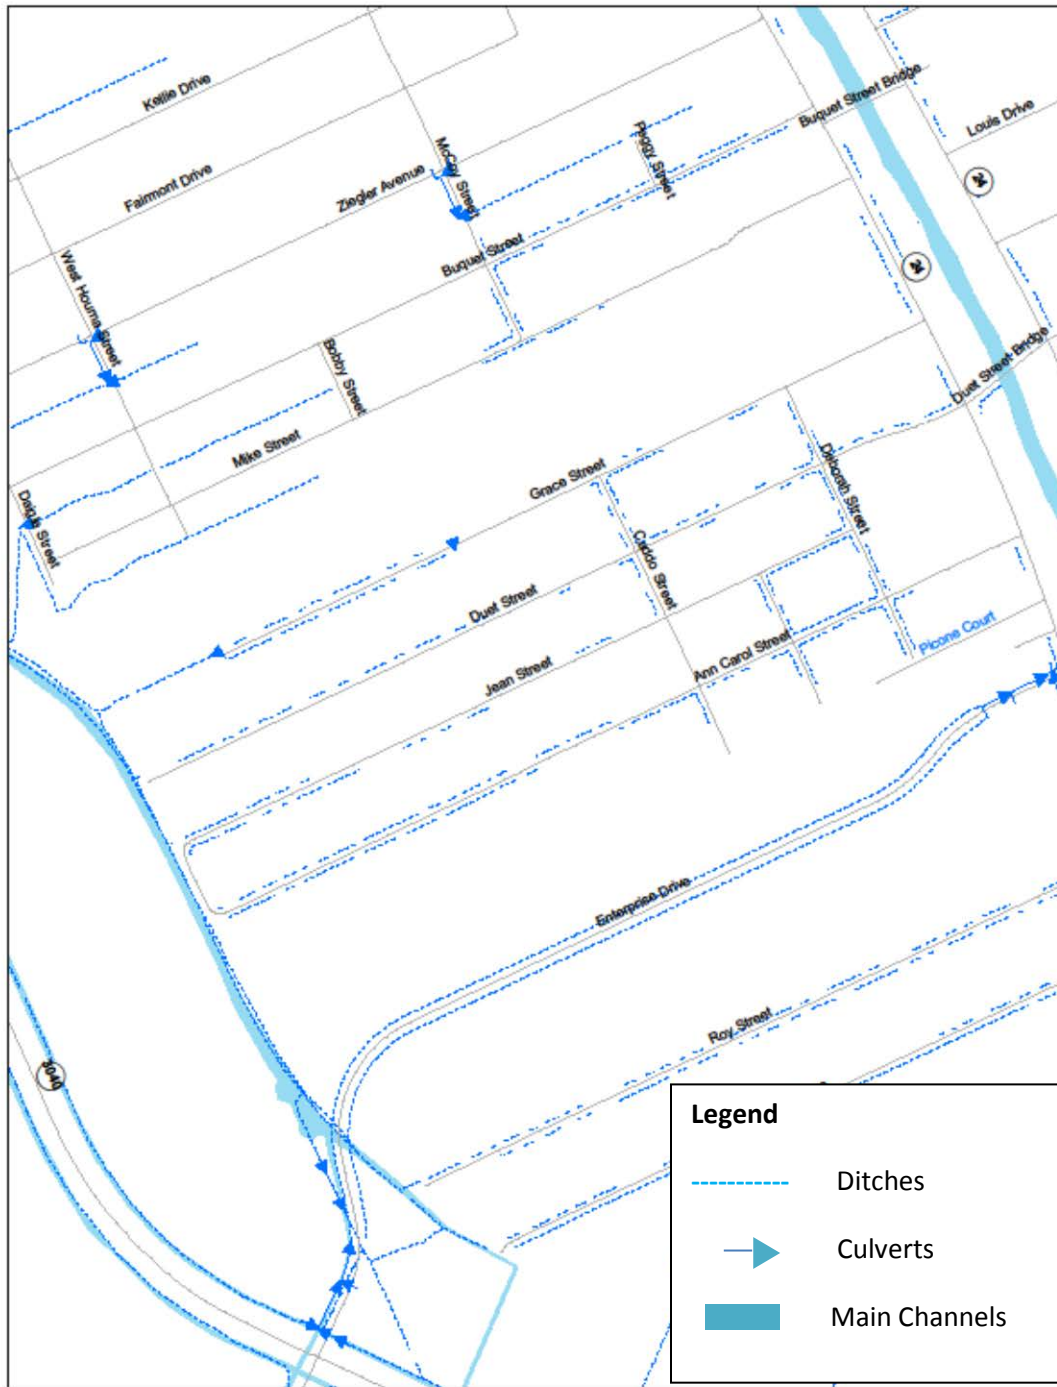 Kellie Drive
Fairmont Drive
Ziegler Avenue
McCoy Street
Peggy Street
Buquet Street Bridge
Louis Drive
24
West Houma Street
Buquet Street
24
Bobby Street
Duet Street Bridge
Mike Street
Daigle Street
Grace Street
Deborah Street
Caddo Street
Duet Street
Picone Court
Jean Street
Ann Carol Street
Enterprise Drive
Roy Street
3040
Legend
Ditches
Culverts
Main Channels